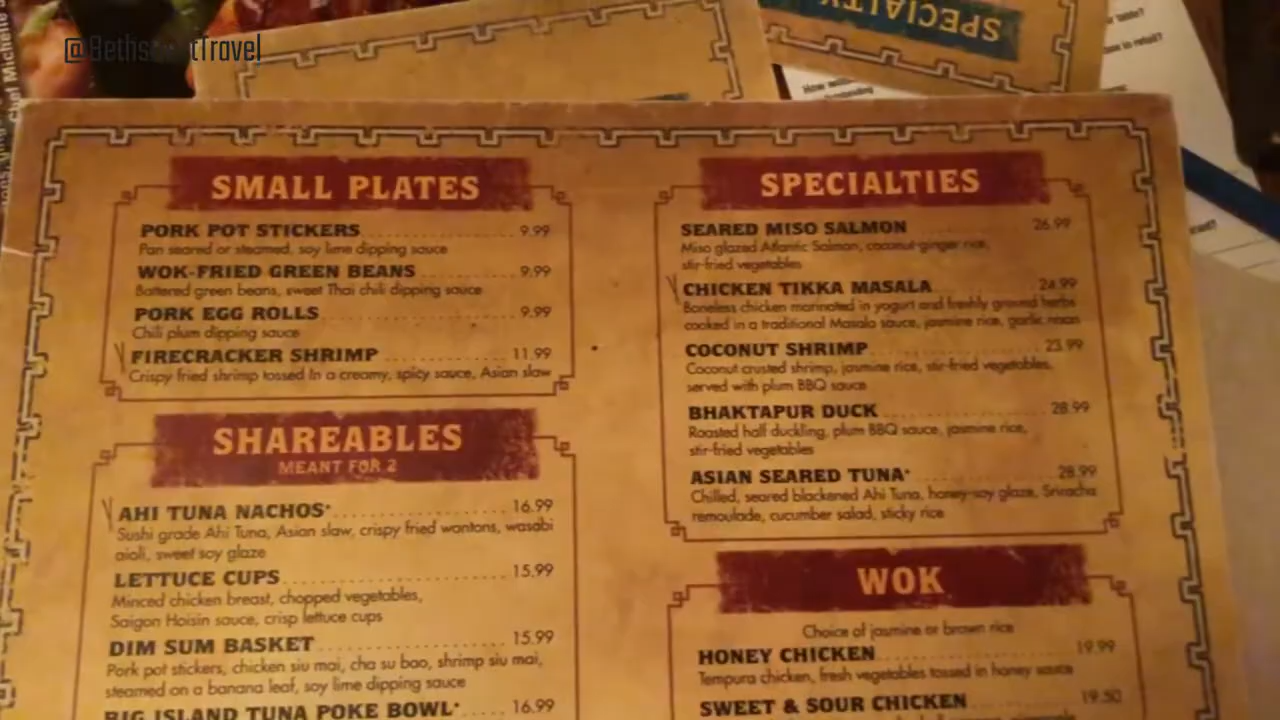 @Beths Travel
Chef Michelle
SPECIALTY
SMALL PLATES
PORK POT STICKERS 9.99
Pan seared or steamed, soy lime dipping sauce
WOK-FRIED GREEN BEANS 9.99
Battered green beans, sweet Thai chili dipping sauce
PORK EGG ROLLS 9.99
Chili plum dipping sauce
FIRECRACKER SHRIMP 11.99
Crispy fried shrimp tossed In a creamy, spicy sauce, Asian slaw
SHAREABLES
MEANT FOR 2
AHI TUNA NACHOS* 16.99
Sushi grade Ahi Tuna, Asian slaw, crispy fried wontons, wasabi
aioli, sweet soy glaze
LETTUCE CUPS 15.99
Minced chicken breast, chopped vegetables,
Saigon Hoisin sauce, crisp lettuce cups
DIM SUM BASKET 15.99
Pork pot stickers, chicken siu mai, cha su bao, shrimp siu mai,
steamed on a banana leaf, soy lime dipping sauce
BIG ISLAND TUNA POKE BOWL* 16.99
SPECIALTIES
SEARED MISO SALMON 26.99
Miso glazed Atlantic Salmon, coconut-ginger rice,
stir-fried vegetables
CHICKEN TIKKA MASALA 24.99
Boneless chicken marinated in yogurt and freshly ground herbs
cooked in a traditional Masala sauce, jasmine rice, garlic naan
COCONUT SHRIMP 23.99
Coconut crusted shrimp, jasmine rice, stir-fried vegetables,
served with plum BBQ sauce
BHAKTAPUR DUCK 28.99
Roasted half duckling, plum BBQ sauce, jasmine rice,
stir-fried vegetables
ASIAN SEARED TUNA* 28.99
Chilled, seared blackened Ahi Tuna, honey-soy glaze, Sriracha
remoulade, cucumber salad, sticky rice
WOK
Choice of jasmine or brown rice
HONEY CHICKEN 19.99
Tempura chicken, fresh vegetables tossed in honey sauce
SWEET & SOUR CHICKEN 19.50